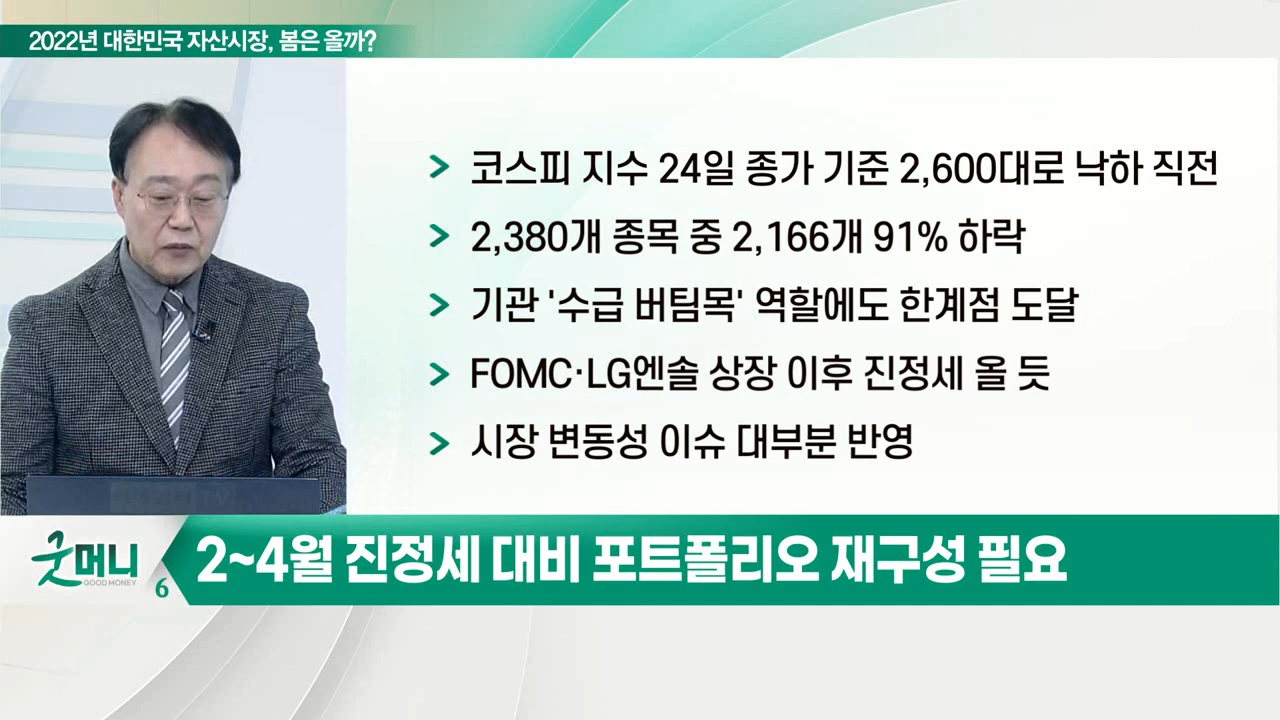 2022년 대한민국 자산시장, 봄은 올까?
> 코스피 지수 24일 종가 기준 2,600대로 낙하 직전
> 2,380개 종목 중 2,166개 91% 하락
> 기관 '수급 버팀목' 역할에도 한계점 도달
> FOMC·LG엔솔 상장 이후 진정세 올 듯
> 시장 변동성 이슈 대부분 반영
굿머니
GOOD MONEY
6
2~4월 진정세 대비 포트폴리오 재구성 필요